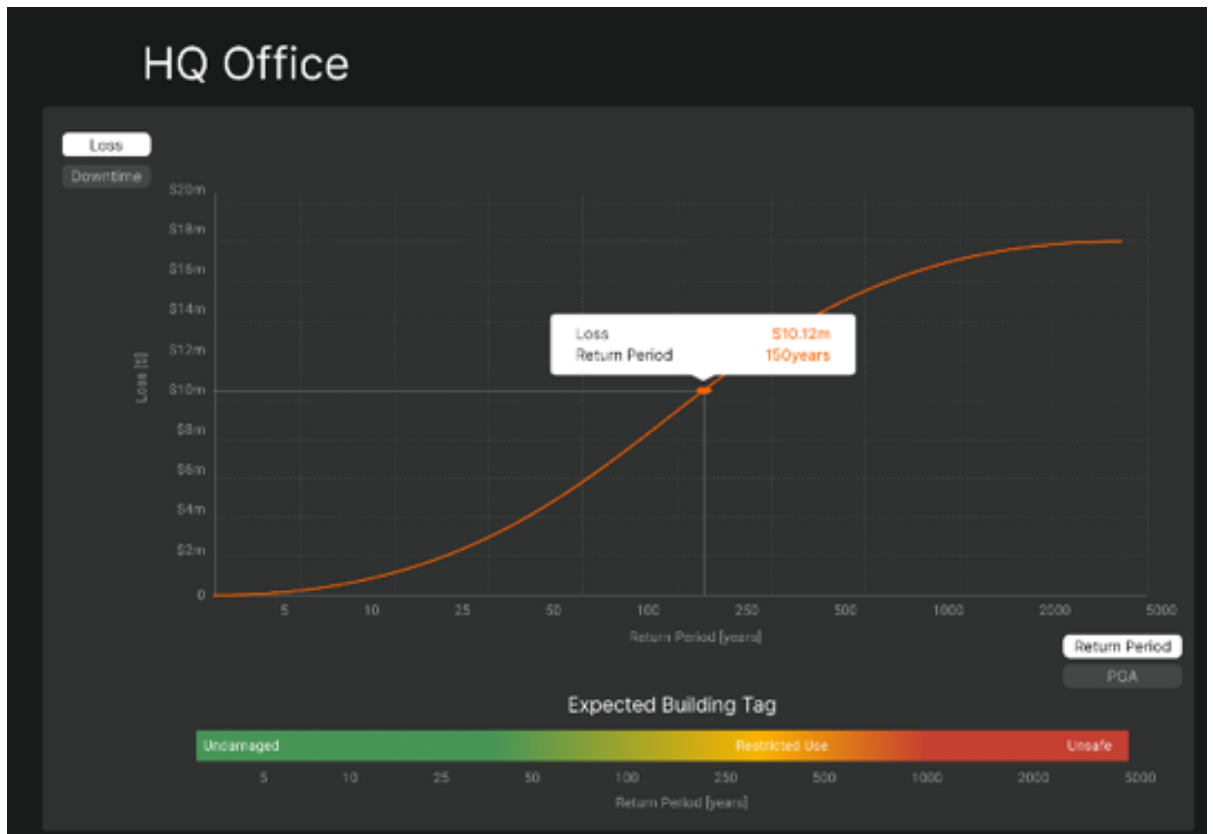 HQ Office
Loss
Downtime
$20m
$18m
$16m
$14m
$12m
$10m
$8m
$6m
$4m
$2m
0
Loss [$]
Loss $10.12m
Return Period 150years
5 10 25 50 100 250 500 1000 2000 5000
Return Period [years]
Return Period
PGA
Expected Building Tag
Undamaged Restricted Use Unsafe
5 10 25 50 100 250 500 1000 2000 5000
Return Period [years]